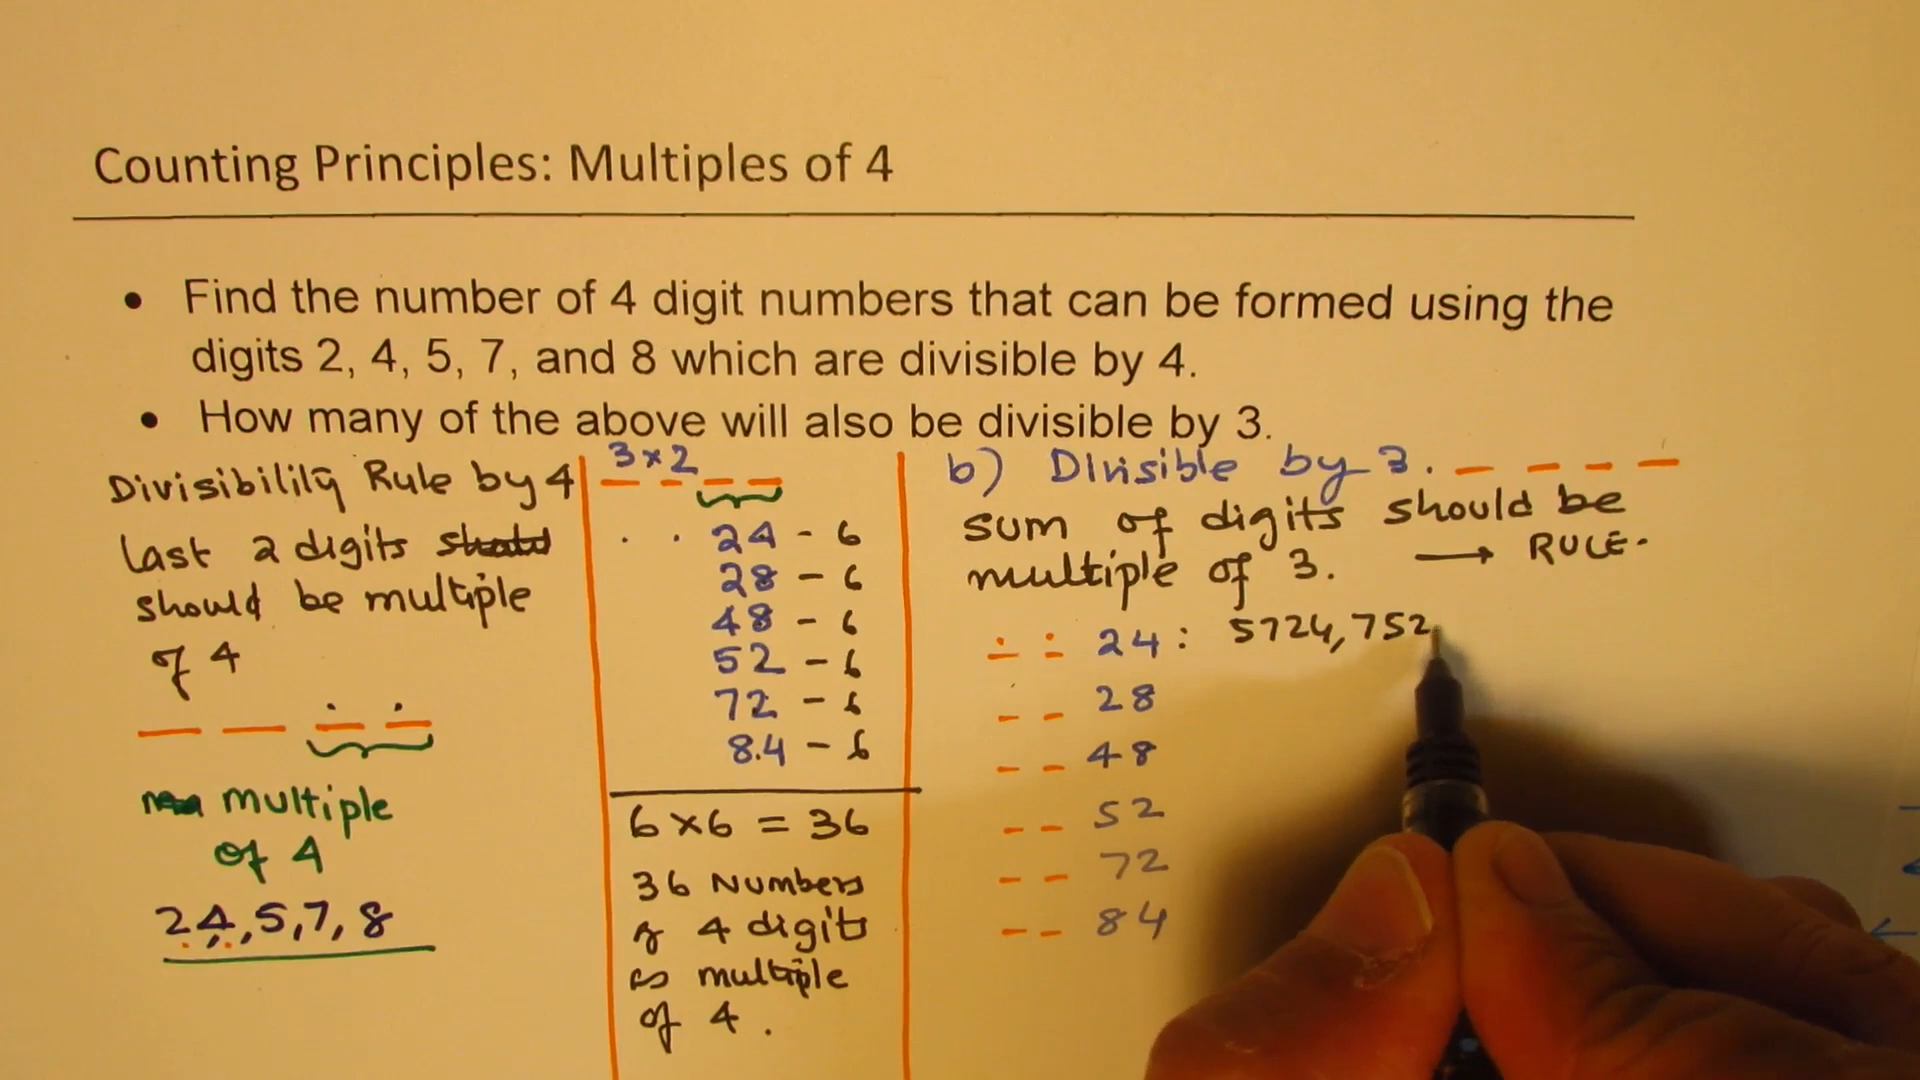 Counting Principles: Multiples of 4
• Find the number of 4 digit numbers that can be formed using the
digits 2, 4, 5, 7, and 8 which are divisible by 4.
• How many of the above will also be divisible by 3.
Divisibility Rule by 4
last 2 digits
should be multiple
of 4
multiple
of 4
2 4, 5, 7, 8
3 x 2
24 - 6
28 - 6
48 - 6
52 - 6
72 - 6
8.4 - 6
6 x 6 = 36
36 Numbers
of 4 digits
as multiple
of 4 .
b) Divisible by 3.
sum of digits should be
multiple of 3. → RULE.
24 : 5724, 752
28
48
52
72
84